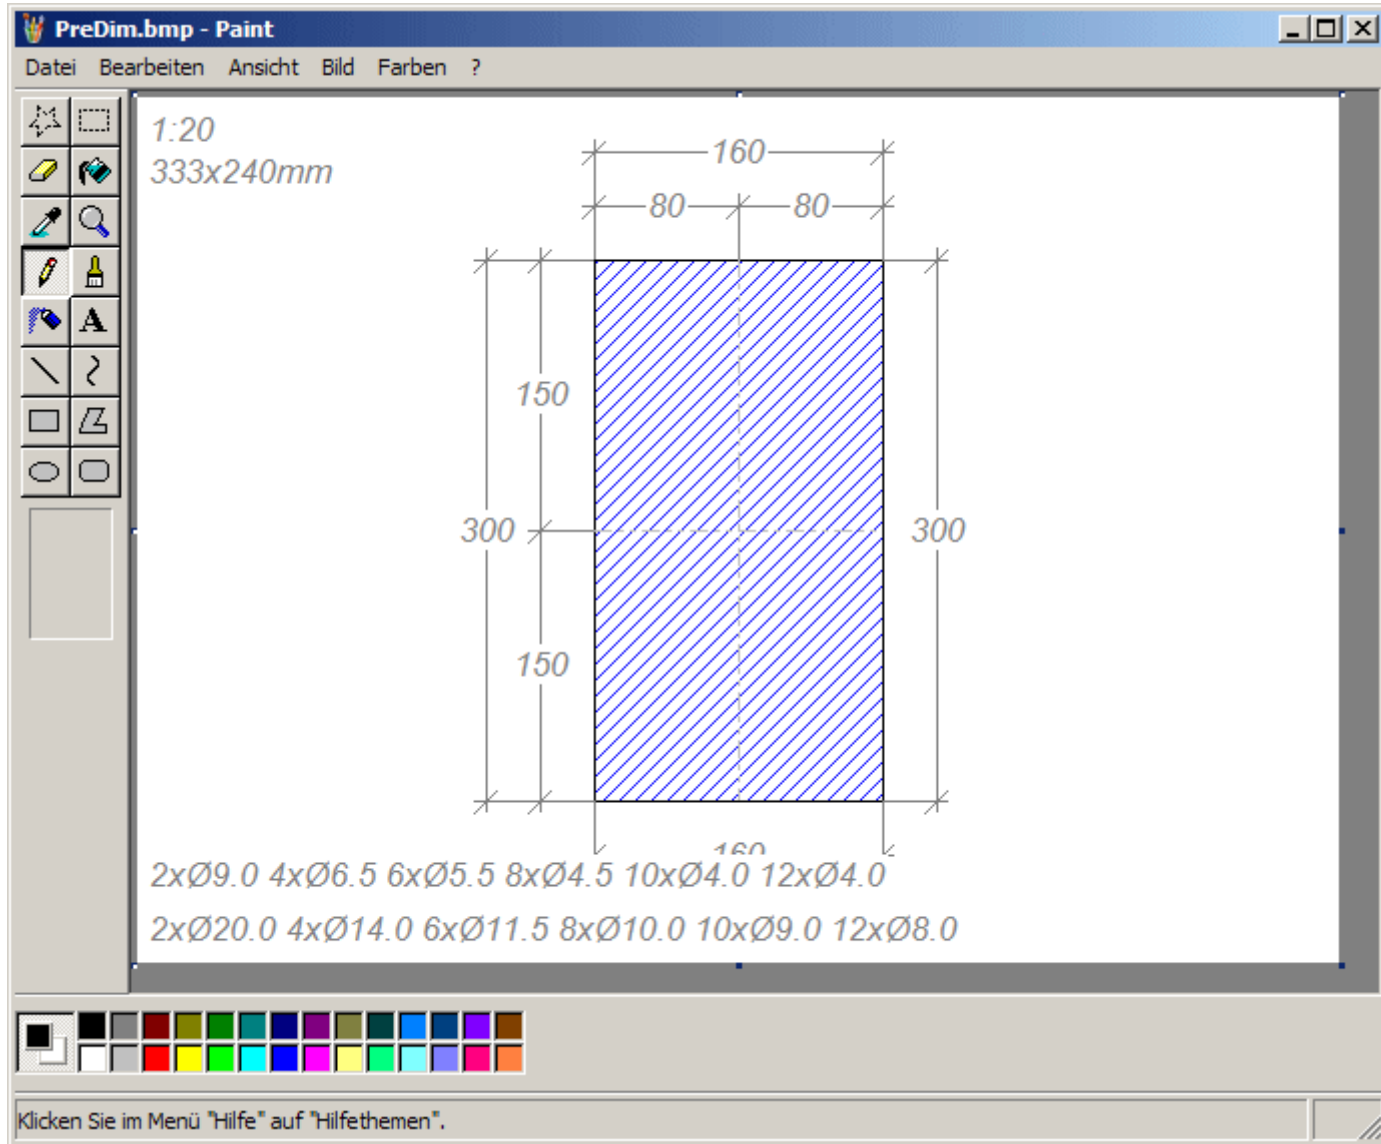 PreDim.bmp - Paint
Datei Bearbeiten Ansicht Bild Farben ?
1:20
333x240mm
160
80 80
150
300 300
150
160
2xØ9.0 4xØ6.5 6xØ5.5 8xØ4.5 10xØ4.0 12xØ4.0
2xØ20.0 4xØ14.0 6xØ11.5 8xØ10.0 10xØ9.0 12xØ8.0
A
Klicken Sie im Menü "Hilfe" auf "Hilfethemen".